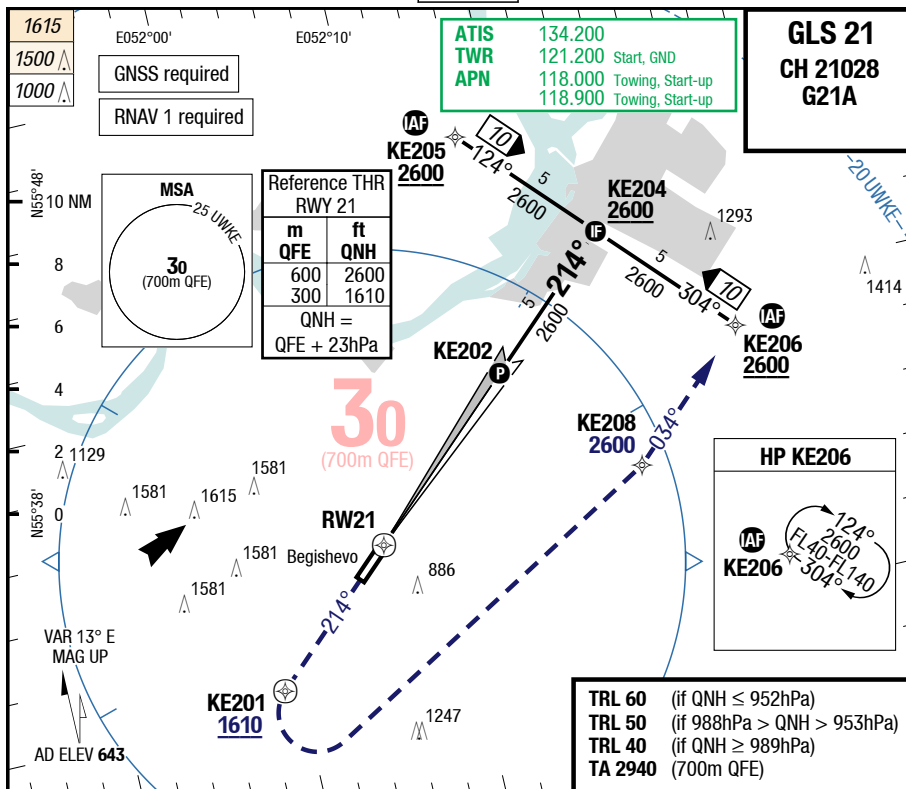 1615
1500
1000
E052°00'
E052°10'
GNSS required
RNAV 1 required
ATIS 134.200
TWR 121.200 Start, GND
APN 118.000 Towing, Start-up
118.900 Towing, Start-up
GLS 21
CH 21028
G21A
IAF
KE205
2600
10
124°
5
2600
KE204
2600
IF
1293
20 UWKE
1414
N55°48'
10 NM
8
6
4
2
0
N55°38'
MSA
25 UWKE
30
(700m QFE)
Reference THR
RWY 21
m ft
QFE QNH
600 2600
300 1610
QNH =
QFE + 23hPa
5
2600
304°
10
IAF
KE206
2600
214°
5
2600
KE202
P
30
(700m QFE)
KE208
2600
034°
1129
1581
1615
1581
1581
1581
RW21
Begishevo
886
214°
HP KE206
IAF
KE206
124°
2600
FL40-FL140
304°
VAR 13° E
MAG UP
AD ELEV 643
KE201
1610
1247
TRL 60 (if QNH ≤ 952hPa)
TRL 50 (if 988hPa > QNH > 953hPa)
TRL 40 (if QNH ≥ 989hPa)
TA 2940 (700m QFE)